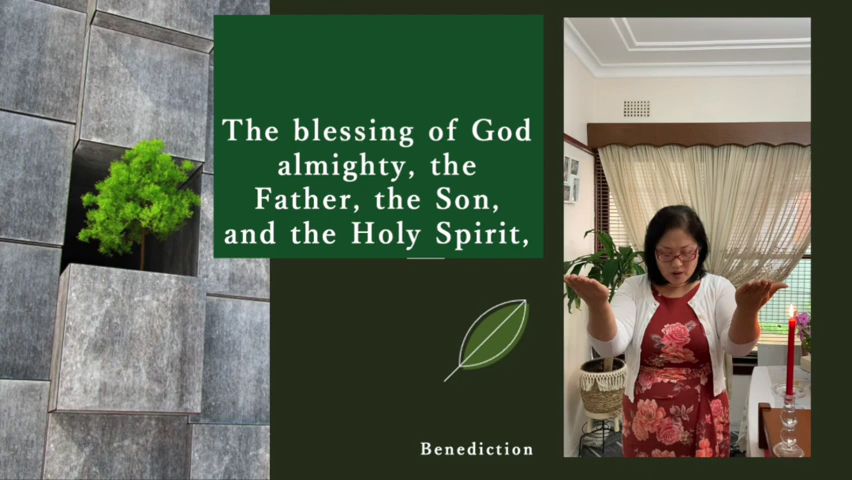 The blessing of God
almighty, the
Father, the Son,
and the Holy Spirit,
Benediction